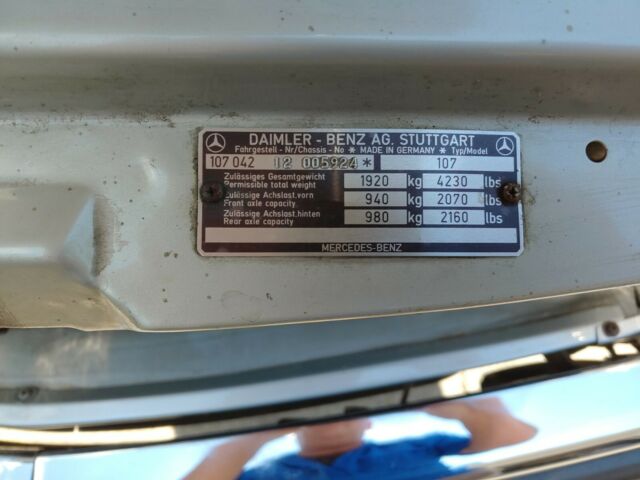 DAIMLER - BENZ AG. STUTTGART
Fahrgestell - Nr/Chassis - No * MADE IN GERMANY * Typ/Model
107 042 12 005924* 107
Zulässiges Gesamtgewicht
Permissible total weight 1920 kg 4230 lbs
Zulässige Achslast.vorn
Front axle capacity 940 kg 2070 lbs
Zulässige Achslast.hinten
Rear axle capacity 980 kg 2160 lbs
MERCEDES-BENZ